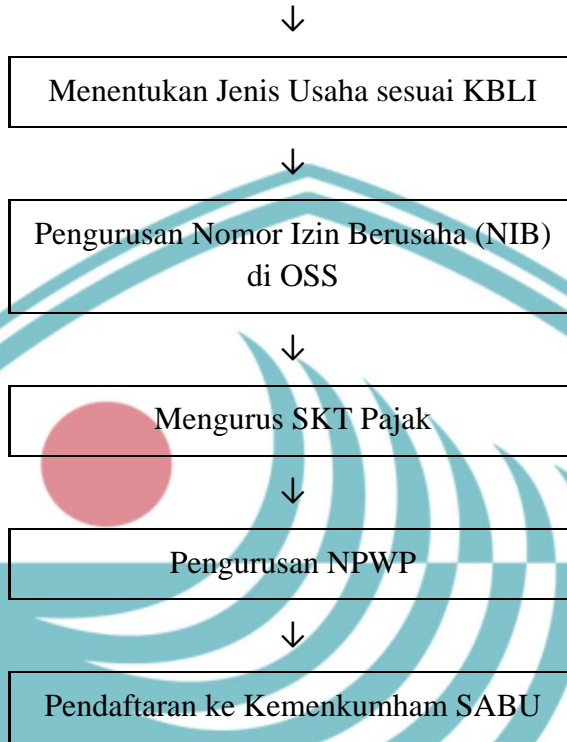 Menentukan Jenis Usaha sesuai KBLI
Pengurusan Nomor Izin Berusaha (NIB)
di OSS
Mengurus SKT Pajak
Pengurusan NPWP
Pendaftaran ke Kemenkumham SABU